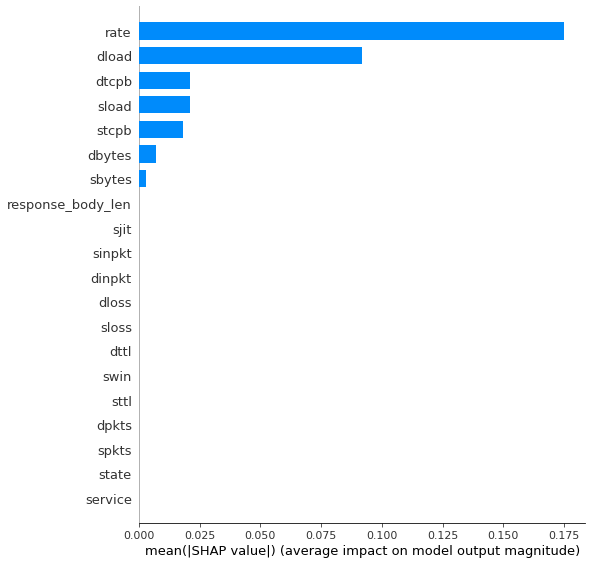 rate
dload
dtcpb
sload
stcpb
dbytes
sbytes
response_body_len
sjit
sinpkt
dinpkt
dloss
sloss
dttl
swin
sttl
dpkts
spkts
state
service
0.000 0.025 0.050 0.075 0.100 0.125 0.150 0.175
mean(|SHAP value|) (average impact on model output magnitude)